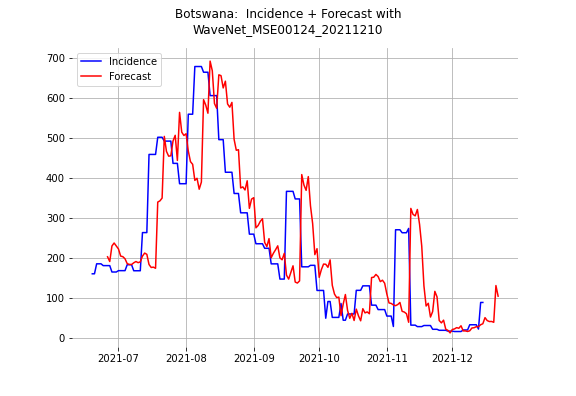 Botswana:  Incidence + Forecast with
WaveNet_MSE00124_20211210
Incidence
Forecast
700
600
500
400
300
200
100
0
2021-07 2021-08 2021-09 2021-10 2021-11 2021-12